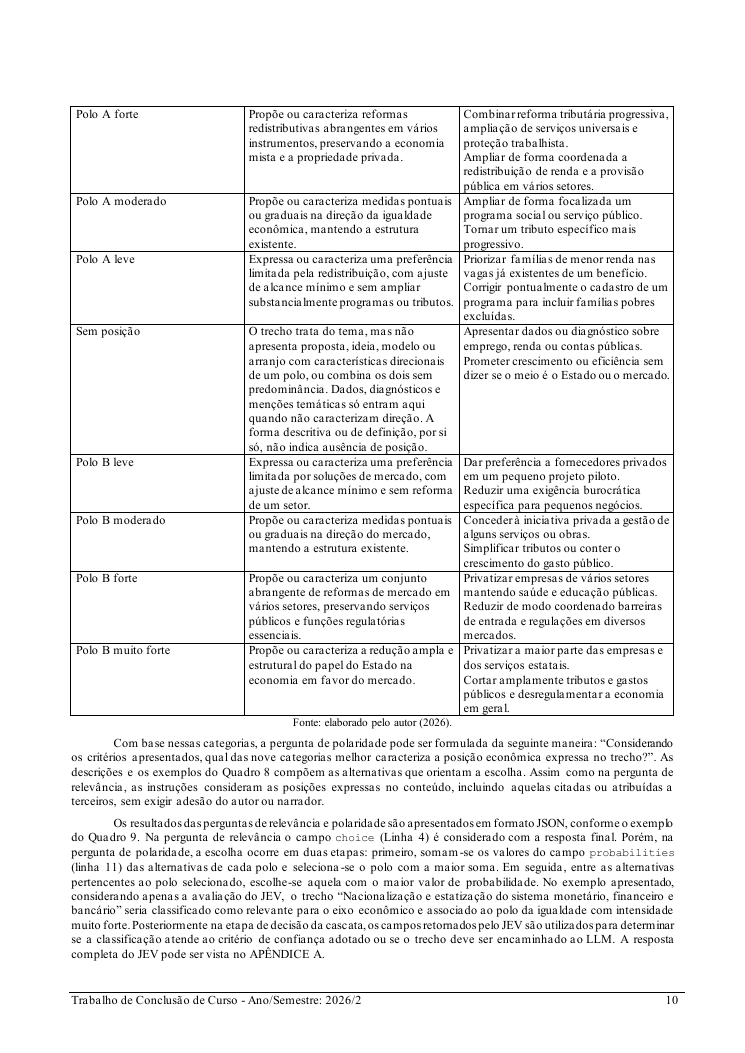 Polo A forte
Propõe ou caracteriza reformas
redistributivas abrangentes em vários
instrumentos, preservando a economia
mista e a propriedade privada.
Combinar reforma tributária progressiva,
ampliação de serviços universais e
proteção trabalhista.
Ampliar de forma coordenada a
redistribuição de renda e a provisão
pública em vários setores.
Polo A moderado
Propõe ou caracteriza medidas pontuais
ou graduais na direção da igualdade
econômica, mantendo a estrutura
existente.
Ampliar de forma focalizada um
programa social ou serviço público.
Tornar um tributo específico mais
progressivo.
Polo A leve
Expressa ou caracteriza uma preferência
limitada pela redistribuição, com ajuste
de alcance mínimo e sem ampliar
substancialmente programas ou tributos.
Priorizar famílias de menor renda nas
vagas já existentes de um benefício.
Corrigir pontualmente o cadastro de um
programa para incluir famílias pobres
excluídas.
Sem posição
O trecho trata do tema, mas não
apresenta proposta, ideia, modelo ou
arranjo com características direcionais
de um polo, ou combina os dois sem
predominância. Dados, diagnósticos e
menções temáticas só entram aqui
quando não caracterizam direção. A
forma descritiva ou de definição, por si
só, não indica ausência de posição.
Apresentar dados ou diagnóstico sobre
emprego, renda ou contas públicas.
Prometer crescimento ou eficiência sem
dizer se o meio é o Estado ou o mercado.
Polo B leve
Expressa ou caracteriza uma preferência
limitada por soluções de mercado, com
ajuste de alcance mínimo e sem reforma
de um setor.
Dar preferência a fornecedores privados
em um pequeno projeto piloto.
Reduzir uma exigência burocrática
específica para pequenos negócios.
Polo B moderado
Propõe ou caracteriza medidas pontuais
ou graduais na direção do mercado,
mantendo a estrutura existente.
Conceder à iniciativa privada a gestão de
alguns serviços ou obras.
Simplificar tributos ou conter o
crescimento do gasto público.
Polo B forte
Propõe ou caracteriza um conjunto
abrangente de reformas de mercado em
vários setores, preservando serviços
públicos e funções regulatórias
essenciais.
Privatizar empresas de vários setores
mantendo saúde e educação públicas.
Reduzir de modo coordenado barreiras
de entrada e regulações em diversos
mercados.
Polo B muito forte
Propõe ou caracteriza a redução ampla e
estrutural do papel do Estado na
economia em favor do mercado.
Privatizar a maior parte das empresas e
dos serviços estatais.
Cortar amplamente tributos e gastos
públicos e desregulamentar a economia
em geral.
Fonte: elaborado pelo autor (2026).
Com base nessas categorias, a pergunta de polaridade pode ser formulada da seguinte maneira: “Considerando
os critérios apresentados, qual das nove categorias melhor caracteriza a posição econômica expressa no trecho?”. As
descrições e os exemplos do Quadro 8 compõem as alternativas que orientam a escolha. Assim como na pergunta de
relevância, as instruções consideram as posições expressas no conteúdo, incluindo aquelas citadas ou atribuídas a
terceiros, sem exigir adesão do autor ou narrador.
Os resultados das perguntas de relevância e polaridade são apresentados em formato JSON, conforme o exemplo
do Quadro 9. Na pergunta de relevância o campo choice (Linha 4) é considerado com a resposta final. Porém, na
pergunta de polaridade, a escolha ocorre em duas etapas: primeiro, somam-se os valores do campo probabilities
(linha 11) das alternativas de cada polo e seleciona-se o polo com a maior soma. Em seguida, entre as alternativas
pertencentes ao polo selecionado, escolhe-se aquela com o maior valor de probabilidade. No exemplo apresentado,
considerando apenas a avaliação do JEV, o trecho “Nacionalização e estatização do sistema monetário, financeiro e
bancário” seria classificado como relevante para o eixo econômico e associado ao polo da igualdade com intensidade
muito forte. Posteriormente na etapa de decisão da cascata, os campos retornados pelo JEV são utilizados para determinar
se a classificação atende ao critério de confiança adotado ou se o trecho deve ser encaminhado ao LLM. A resposta
completa do JEV pode ser vista no APÊNDICE A.
Trabalho de Conclusão de Curso - Ano/Semestre: 2026/2 10